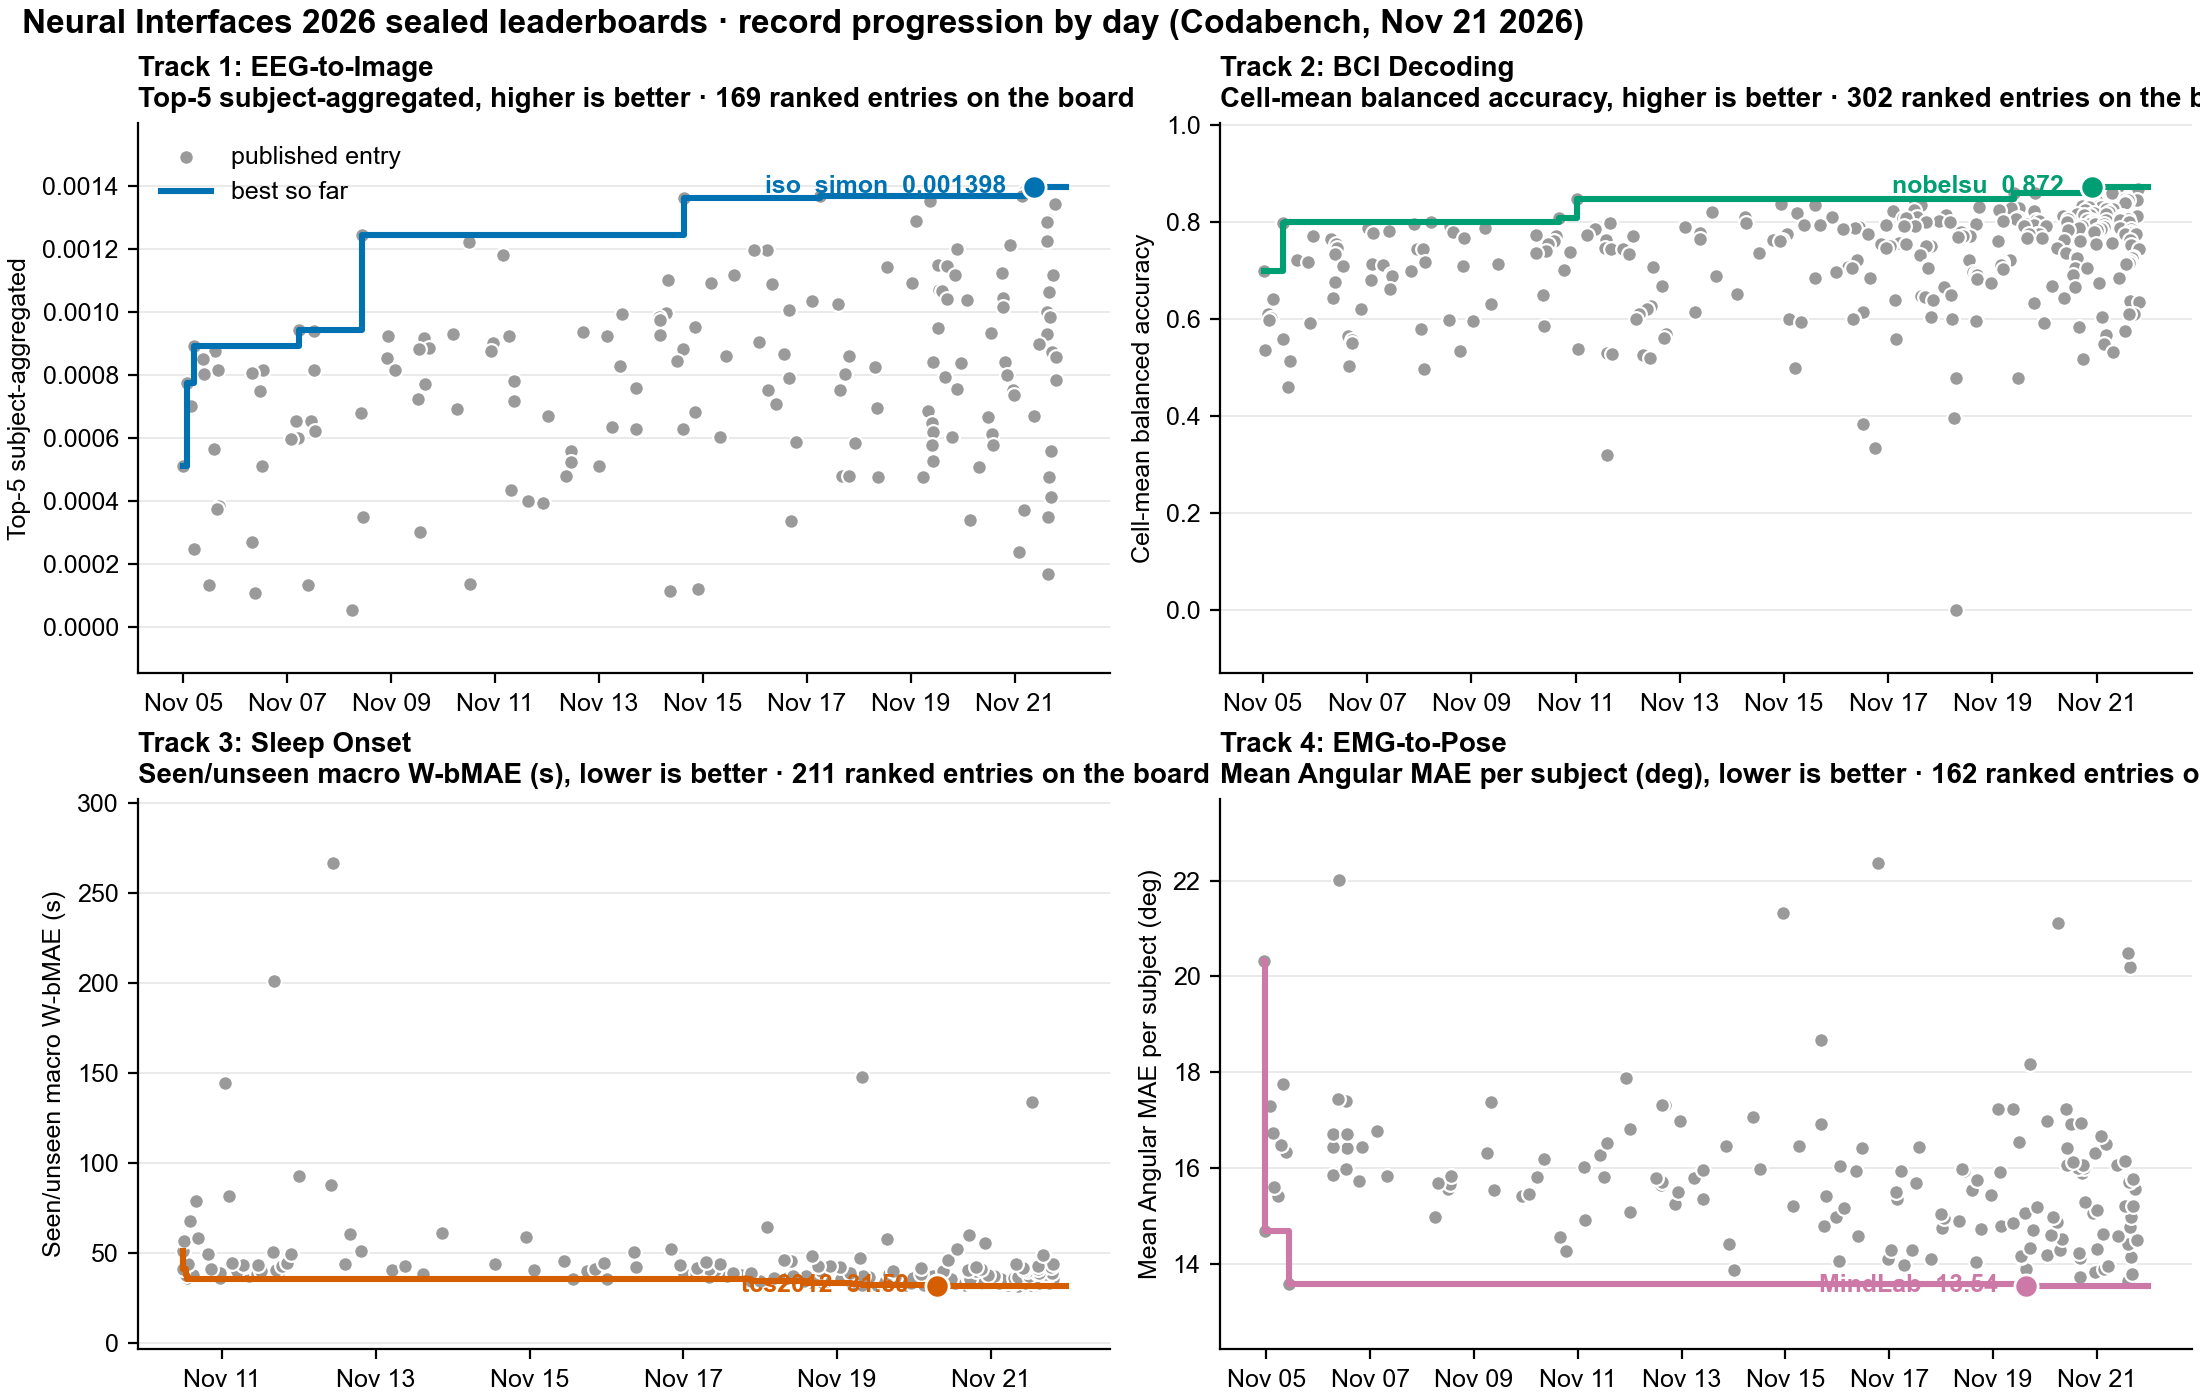 Neural Interfaces 2026 sealed leaderboards · record progression by day (Codabench, Nov 21 2026)
Track 1: EEG-to-Image
Top-5 subject-aggregated, higher is better · 169 ranked entries on the board
published entry
best so far
iso_simon 0.001398
Top-5 subject-aggregated
0.0014
0.0012
0.0010
0.0008
0.0006
0.0004
0.0002
0.0000
Nov 05 Nov 07 Nov 09 Nov 11 Nov 13 Nov 15 Nov 17 Nov 19 Nov 21
Track 2: BCI Decoding
Cell-mean balanced accuracy, higher is better · 302 ranked entries on the b
nobelsu 0.872
Cell-mean balanced accuracy
1.0
0.8
0.6
0.4
0.2
0.0
Nov 05 Nov 07 Nov 09 Nov 11 Nov 13 Nov 15 Nov 17 Nov 19 Nov 21
Track 3: Sleep Onset
Seen/unseen macro W-bMAE (s), lower is better · 211 ranked entries on the board
Seen/unseen macro W-bMAE (s)
300
250
200
150
100
50
0
tcs2012 31.50
Nov 11 Nov 13 Nov 15 Nov 17 Nov 19 Nov 21
Track 4: EMG-to-Pose
Mean Angular MAE per subject (deg), lower is better · 162 ranked entries o
Mean Angular MAE per subject (deg)
22
20
18
16
14
MindLab 13.54
Nov 05 Nov 07 Nov 09 Nov 11 Nov 13 Nov 15 Nov 17 Nov 19 Nov 21